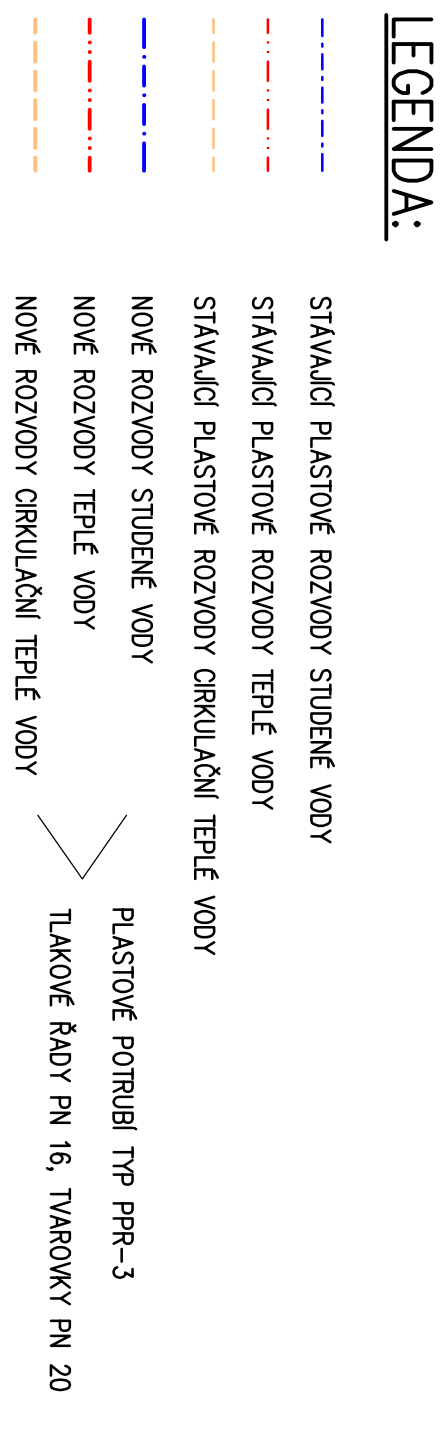 LEGENDA:
STÁVAJÍCÍ PLASTOVÉ ROZVODY STUDENÉ VODY
STÁVAJÍCÍ PLASTOVÉ ROZVODY TEPLÉ VODY
STÁVAJÍCÍ PLASTOVÉ ROZVODY CIRKULAČNÍ TEPLÉ VODY
NOVÉ ROZVODY STUDENÉ VODY
NOVÉ ROZVODY TEPLÉ VODY
NOVÉ ROZVODY CIRKULAČNÍ TEPLÉ VODY
PLASTOVÉ POTRUBÍ TYP PPR-3
TLAKOVÉ ŘADY PN 16, TVAROVKY PN 20